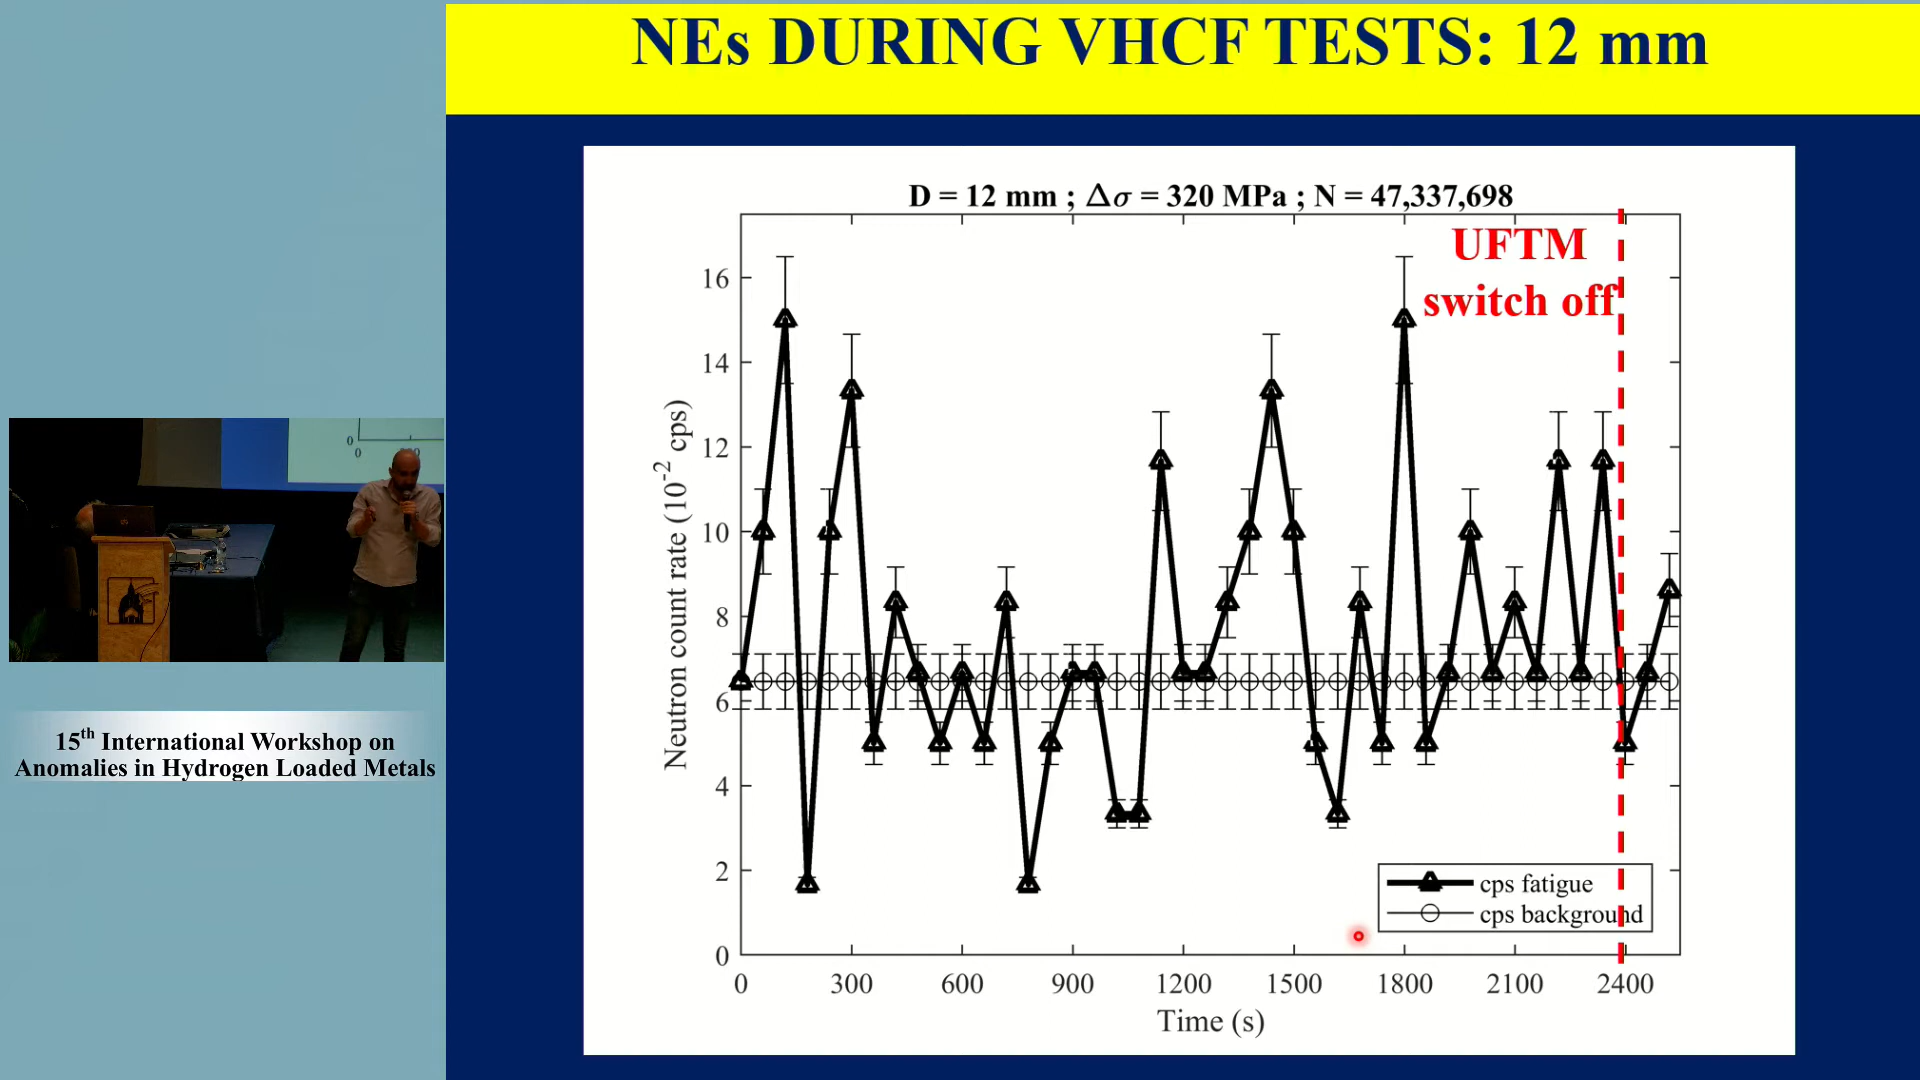 NEs DURING VHCF TESTS: 12 mm
D = 12 mm ; Δσ = 320 MPa ; N = 47,337,698
UFTM
switch off
16
14
12
10
8
6
4
2
0
Neutron count rate (10⁻² cps)
cps fatigue
cps background
0 300 600 900 1200 1500 1800 2100 2400
Time (s)
0
0
15th International Workshop on
Anomalies in Hydrogen Loaded Metals